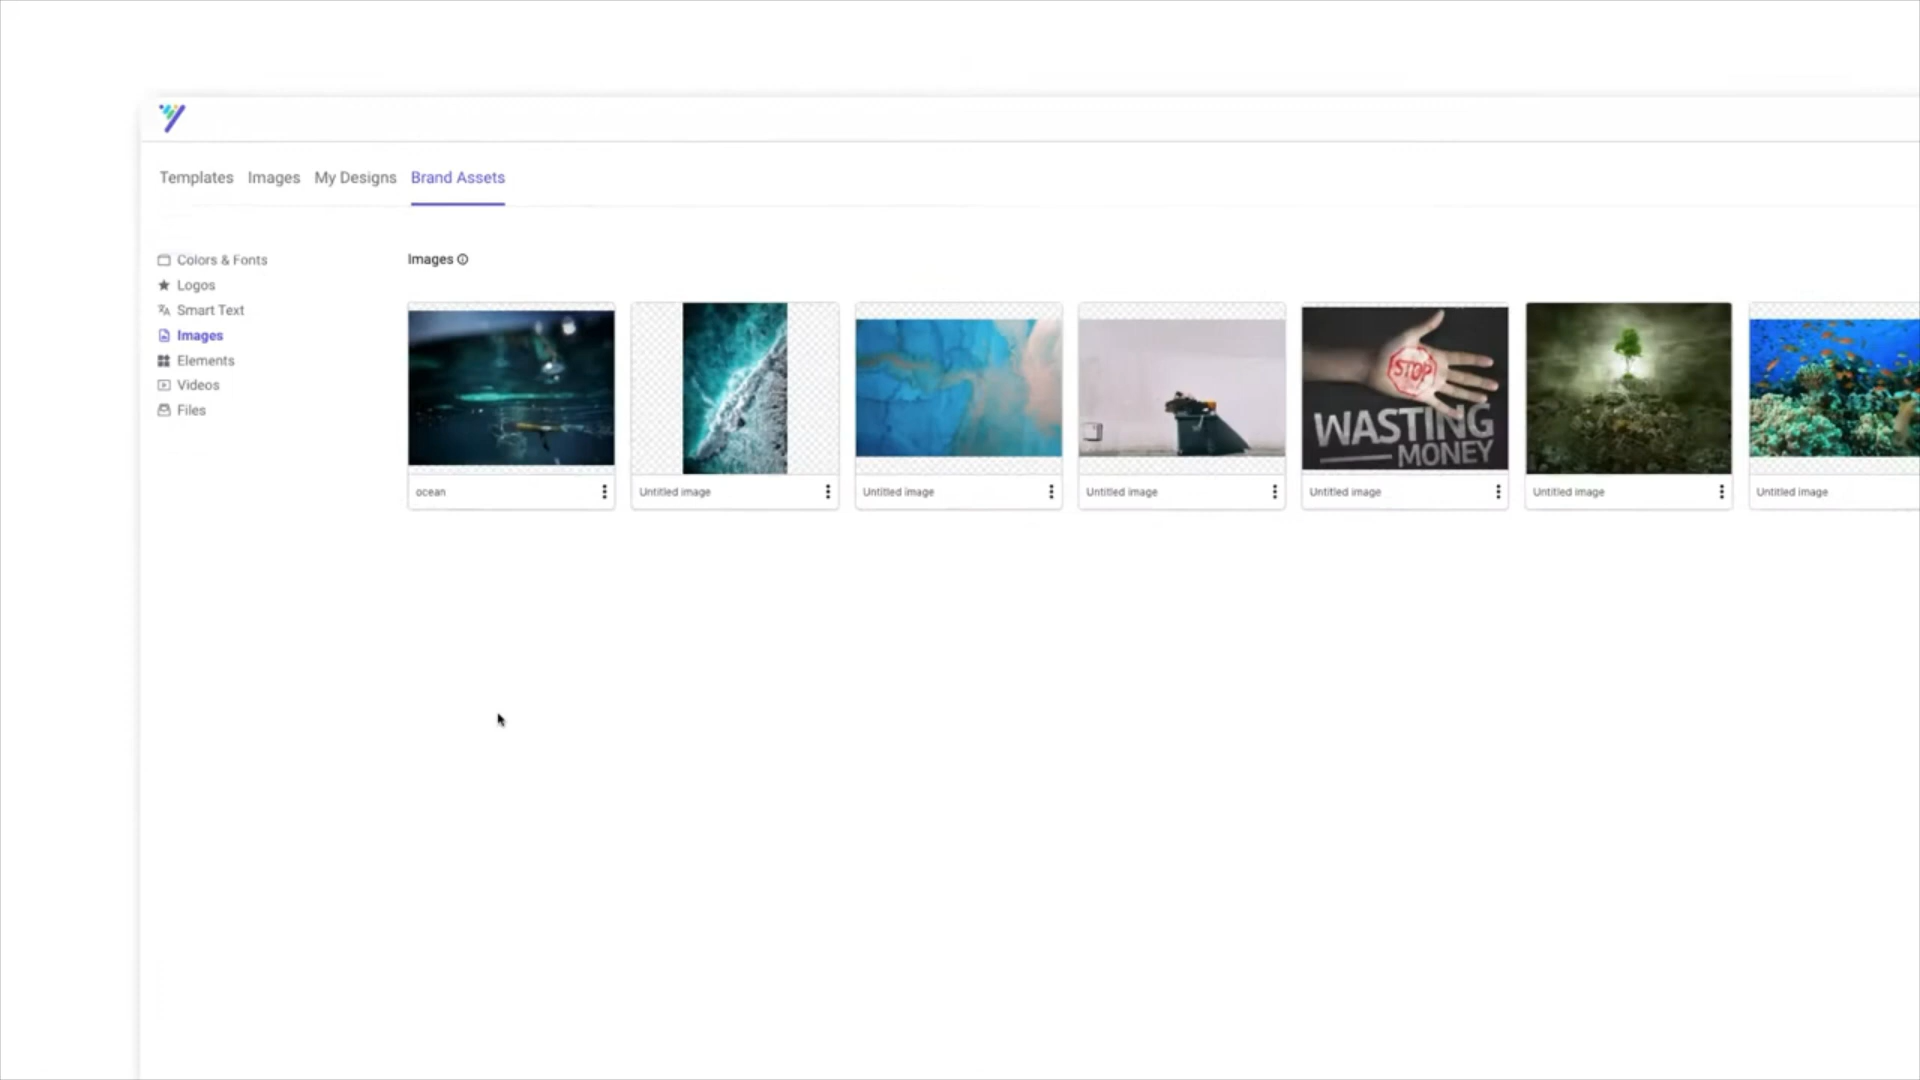 Templates Images My Designs Brand Assets
Colors & Fonts
Logos
Smart Text
Images
Elements
Videos
Files
Images
STOP
WASTING
MONEY
ocean
Untitled image
Untitled image
Untitled image
Untitled image
Untitled image
Untitled image